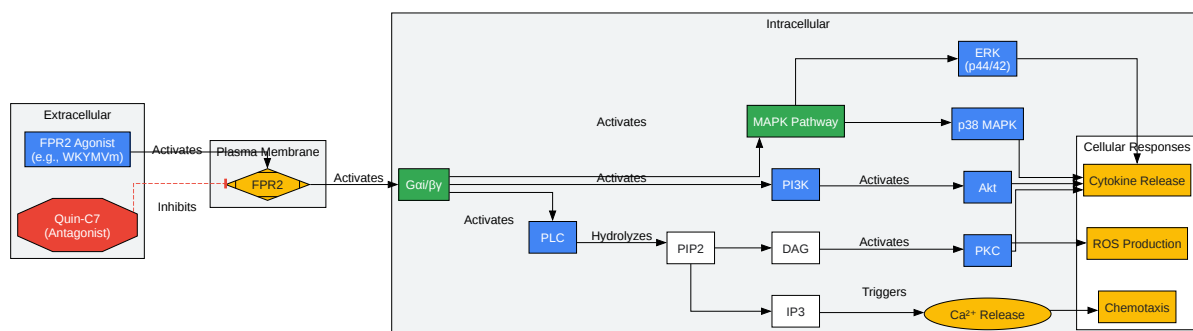 Intracellular
ERK
(p44/42)
Extracellular
FPR2 Agonist
(e.g., WKYMVm)
Activates
Plasma Membrane
FPR2
Inhibits
Quin-C7
(Antagonist)
Activates
Gαi/βγ
Activates
MAPK Pathway
p38 MAPK
Activates
PI3K
Activates
Akt
Activates
PLC
Hydrolyzes
PIP2
DAG
Activates
PKC
IP3
Triggers
Ca²⁺ Release
Cellular Responses
Cytokine Release
ROS Production
Chemotaxis